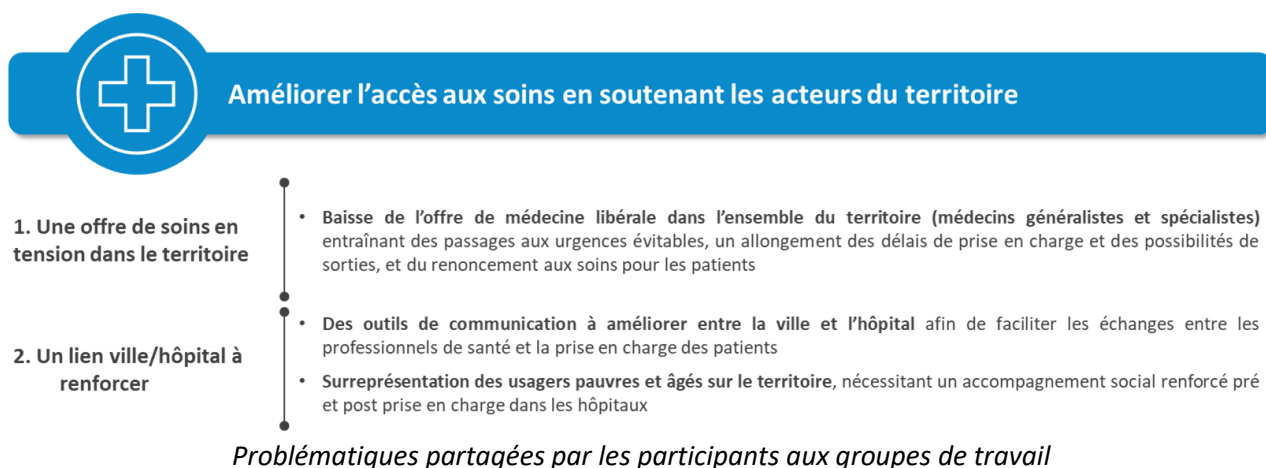 Améliorer l’accès aux soins en soutenant les acteurs du territoire
1. Une offre de soins en
tension dans le territoire
• Baisse de l’offre de médecine libérale dans l’ensemble du territoire (médecins généralistes et spécialistes)
entraînant des passages aux urgences évitables, un allongement des délais de prise en charge et des possibilités de
sorties, et du renoncement aux soins pour les patients
2. Un lien ville/hôpital à
renforcer
• Des outils de communication à améliorer entre la ville et l’hôpital afin de faciliter les échanges entre les
professionnels de santé et la prise en charge des patients
• Surreprésentation des usagers pauvres et âgés sur le territoire, nécessitant un accompagnement social renforcé pré
et post prise en charge dans les hôpitaux
Problématiques partagées par les participants aux groupes de travail